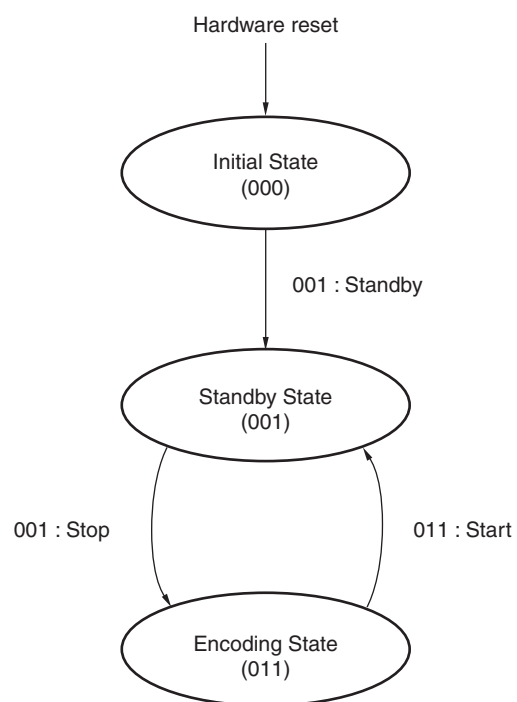 Hardware reset
Initial State
(000)
001 : Standby
Standby State
(001)
001 : Stop
011 : Start
Encoding State
(011)